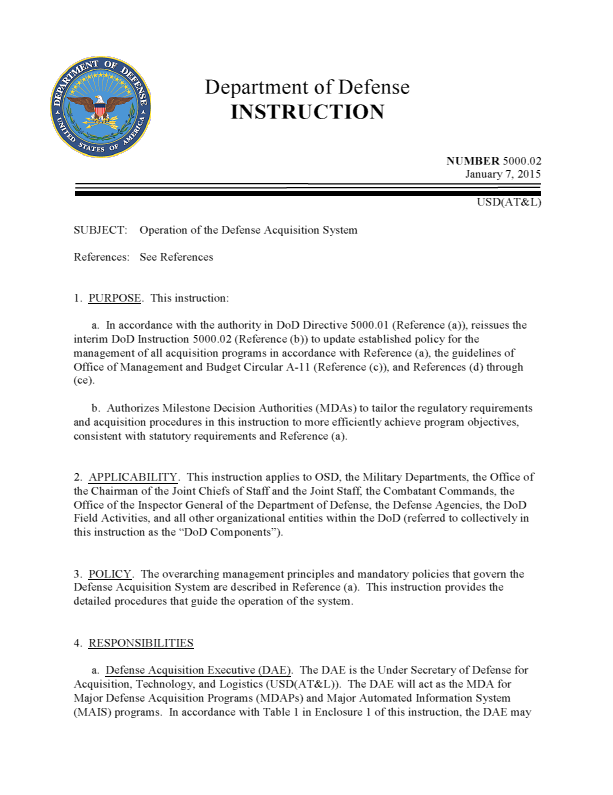 DEPARTMENT OF DEFENSE
UNITED STATES OF AMERICA
Department of Defense
INSTRUCTION
NUMBER 5000.02
January 7, 2015
USD(AT&L)
SUBJECT: Operation of the Defense Acquisition System
References: See References
1. PURPOSE. This instruction:
a. In accordance with the authority in DoD Directive 5000.01 (Reference (a)), reissues the
interim DoD Instruction 5000.02 (Reference (b)) to update established policy for the
management of all acquisition programs in accordance with Reference (a), the guidelines of
Office of Management and Budget Circular A-11 (Reference (c)), and References (d) through
(ce).
b. Authorizes Milestone Decision Authorities (MDAs) to tailor the regulatory requirements
and acquisition procedures in this instruction to more efficiently achieve program objectives,
consistent with statutory requirements and Reference (a).
2. APPLICABILITY. This instruction applies to OSD, the Military Departments, the Office of
the Chairman of the Joint Chiefs of Staff and the Joint Staff, the Combatant Commands, the
Office of the Inspector General of the Department of Defense, the Defense Agencies, the DoD
Field Activities, and all other organizational entities within the DoD (referred to collectively in
this instruction as the “DoD Components”).
3. POLICY. The overarching management principles and mandatory policies that govern the
Defense Acquisition System are described in Reference (a). This instruction provides the
detailed procedures that guide the operation of the system.
4. RESPONSIBILITIES
a. Defense Acquisition Executive (DAE). The DAE is the Under Secretary of Defense for
Acquisition, Technology, and Logistics (USD(AT&L)). The DAE will act as the MDA for
Major Defense Acquisition Programs (MDAPs) and Major Automated Information System
(MAIS) programs. In accordance with Table 1 in Enclosure 1 of this instruction, the DAE may